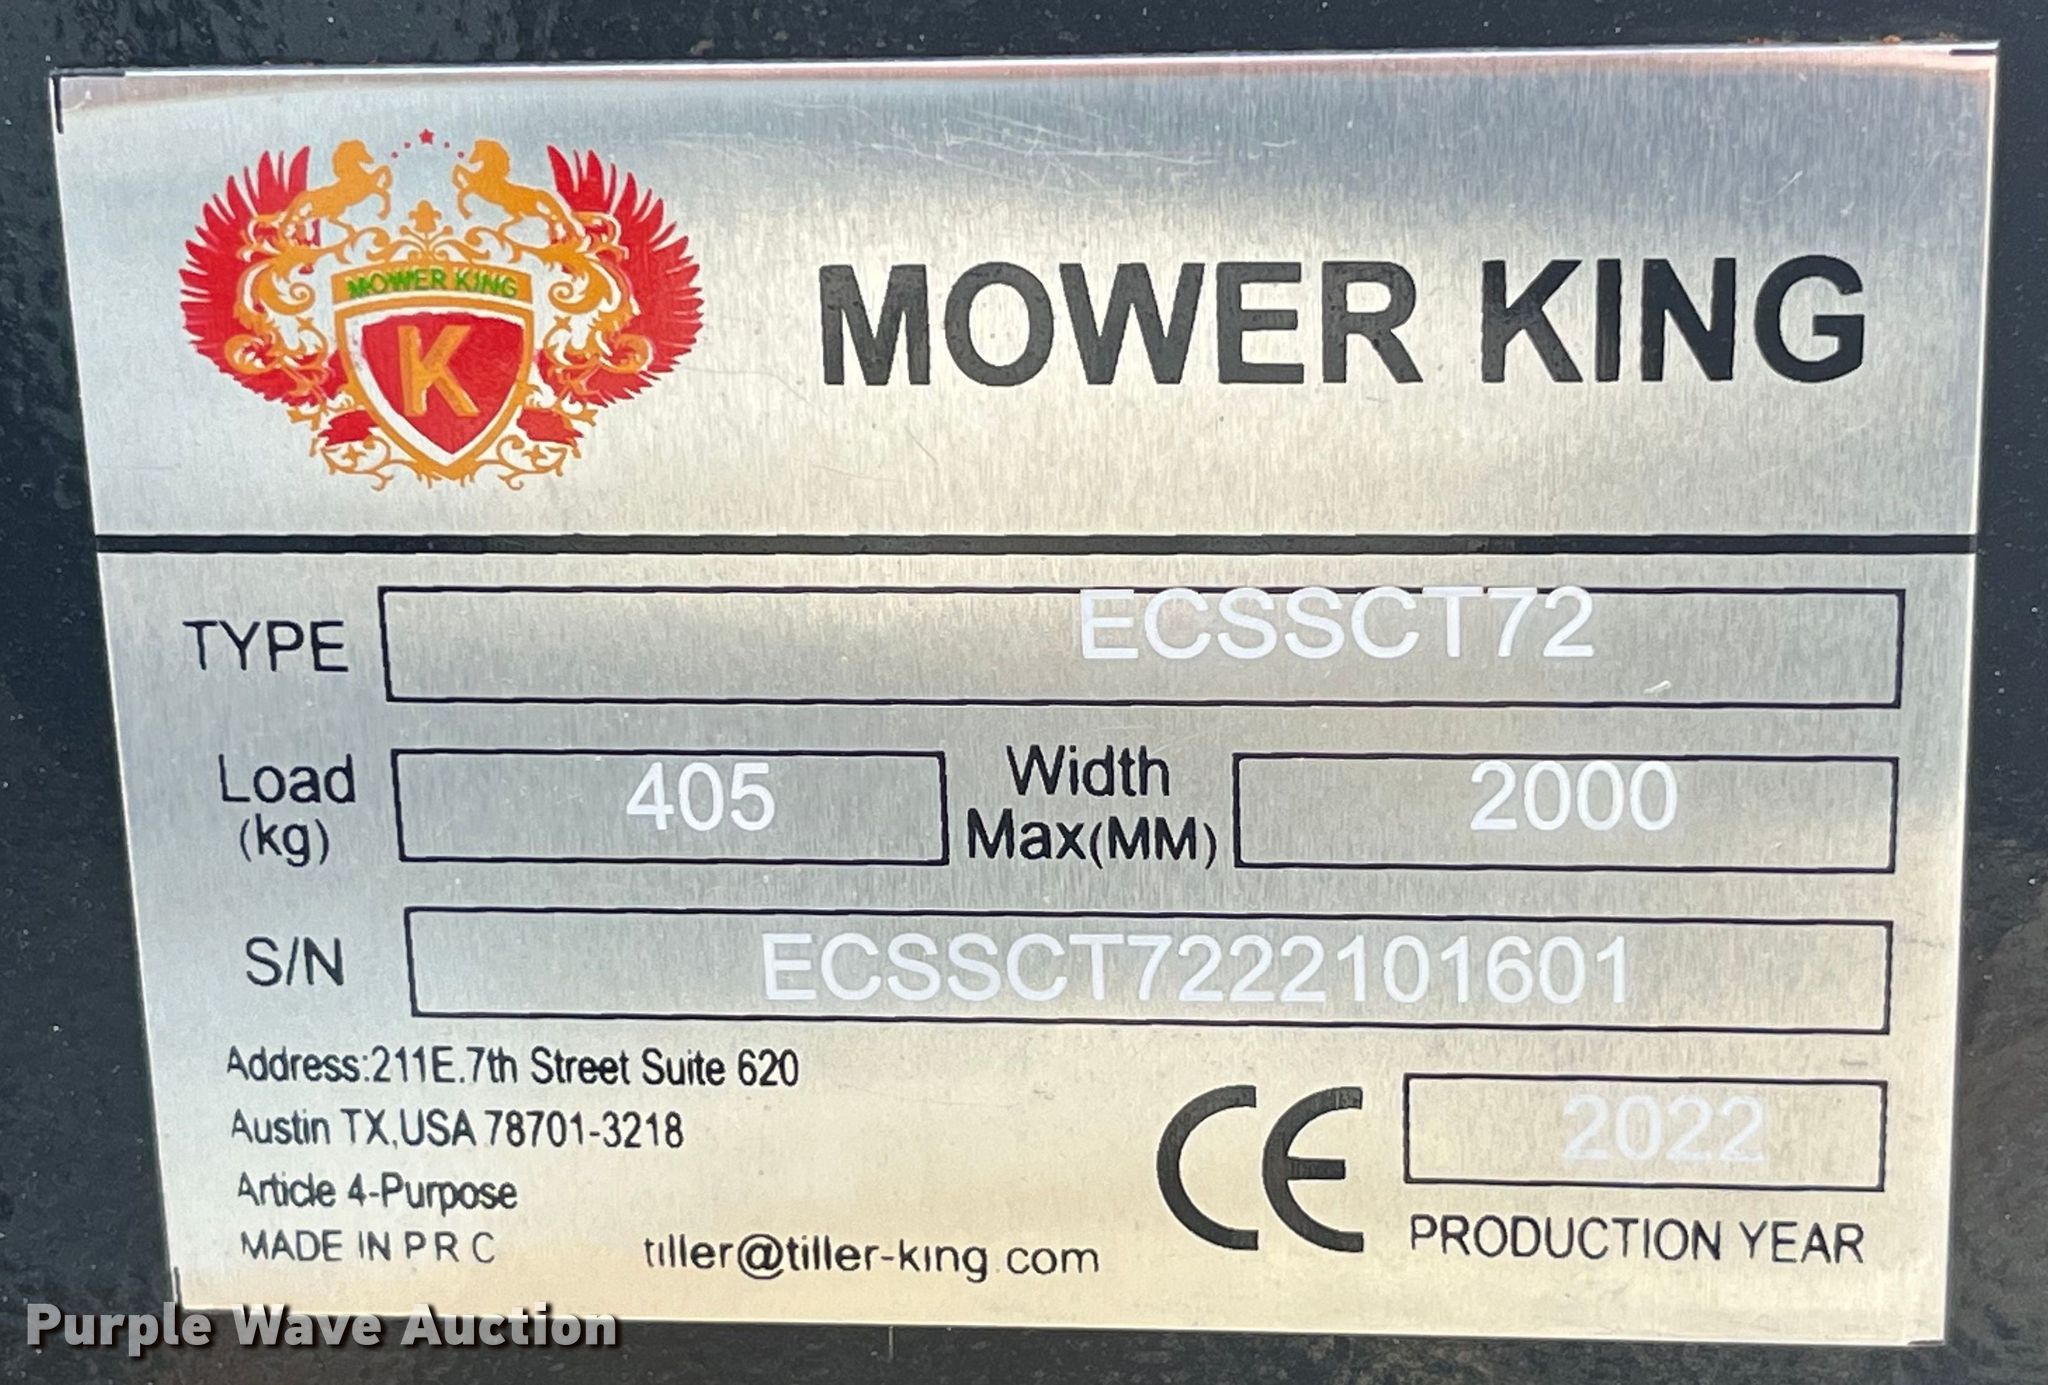 MOWER KING
K
MOWER KING
TYPE ECSSCT72
Load (kg) 405 Width Max(MM) 2000
S/N ECSSCT7222101601
Address:211E.7th Street Suite 620
Austin TX,USA 78701-3218
Article 4-Purpose
MADE IN P R C
tiller@tiller-king.com
CE
2022
PRODUCTION YEAR
Purple Wave Auction